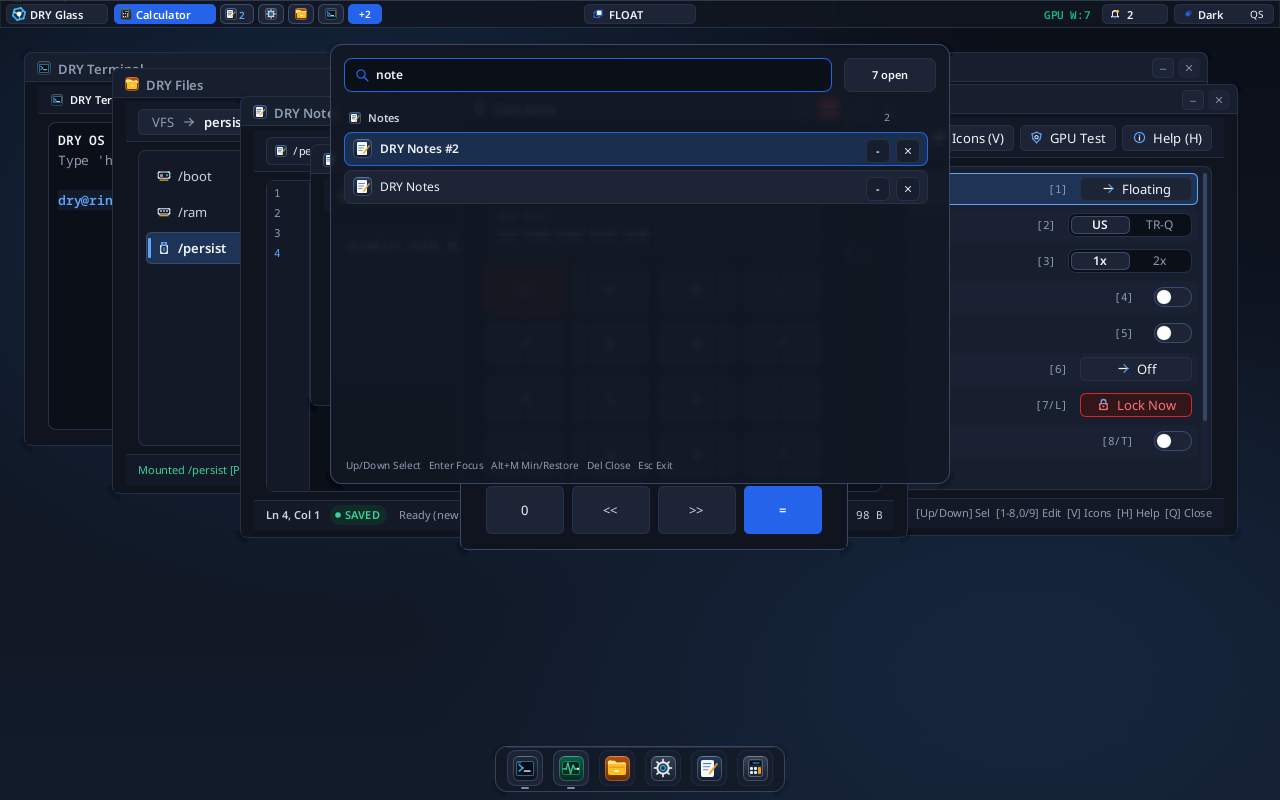 DRY Glass
Calculator
2
+2
FLOAT
GPU W:7
2
Dark
QS
DRY Terminal
DRY Files
DRY Note
note
7 open
Notes
2
DRY Notes #2
-
×
DRY Notes
-
×
Up/Down Select Enter Focus Alt+M Min/Restore Del Close Esc Exit
DRY Ter
DRY OS
Type 'h
dry@rin
VFS → persis
/boot
/ram
/persist
Mounted /persist [P
/pe
1
2
3
4
Ln 4, Col 1
SAVED
Ready (new
98 B
0
<<
>>
=
Icons (V)
GPU Test
Help (H)
[1]
→ Floating
[2]
US
TR-Q
[3]
1x
2x
[4]
[5]
[6]
→ Off
[7/L]
Lock Now
[8/T]
[Up/Down] Sel [1-8,0/9] Edit [V] Icons [H] Help [Q] Close